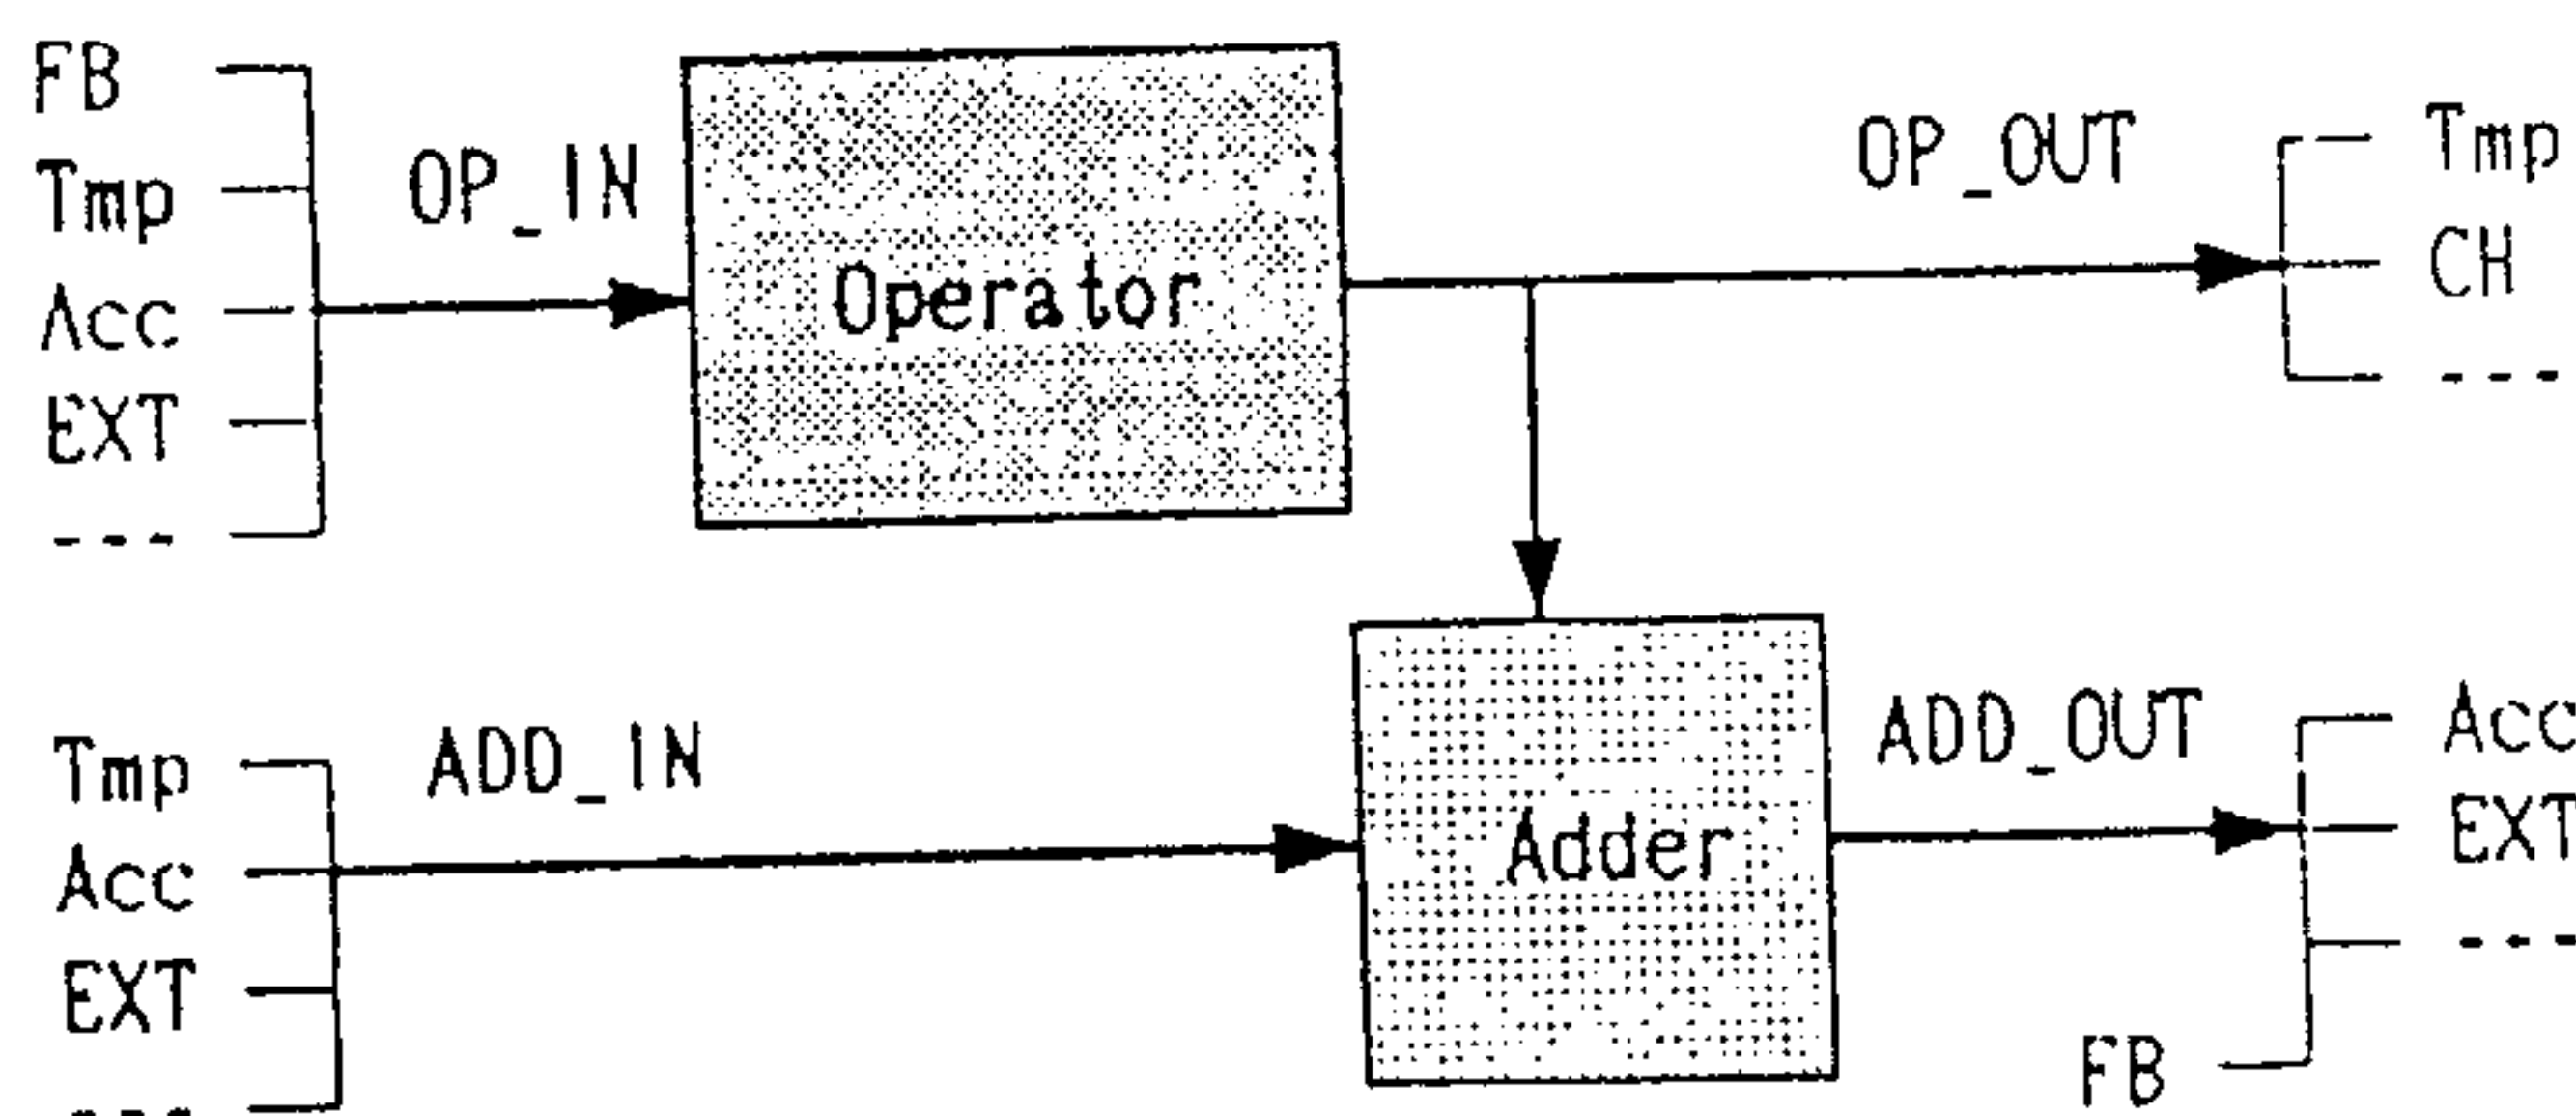 FB
Tmp
Acc
EXT
---
OP_IN
Operator
OP_OUT
Tmp
CH
---
Tmp
Acc
EXT
---
ADD_IN
Adder
ADD_OUT
Acc
EXT
---
FB